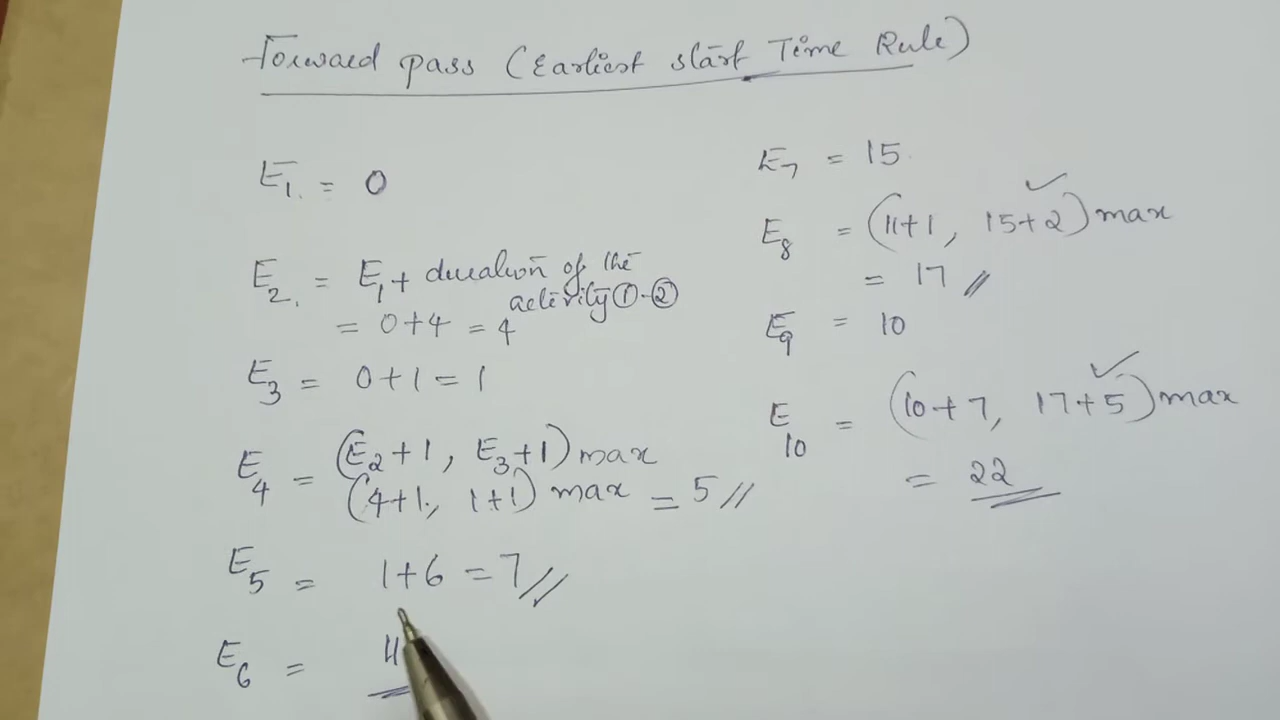 Forward pass (Earliest start Time Rule)
E1. = 0
E2. = E1 + duration of the
activity ①-②
= 0+4 = 4
E3 = 0+1 = 1
E4 = (E2+1, E3+1) max
(4+1, 1+1) max = 5 //
E5 = 1+6 = 7 //
E6 =
E7 = 15
E8 = (11+1, 15+2) max
= 17 //
E9 = 10
E10 = (10+7, 17+5) max
= 22